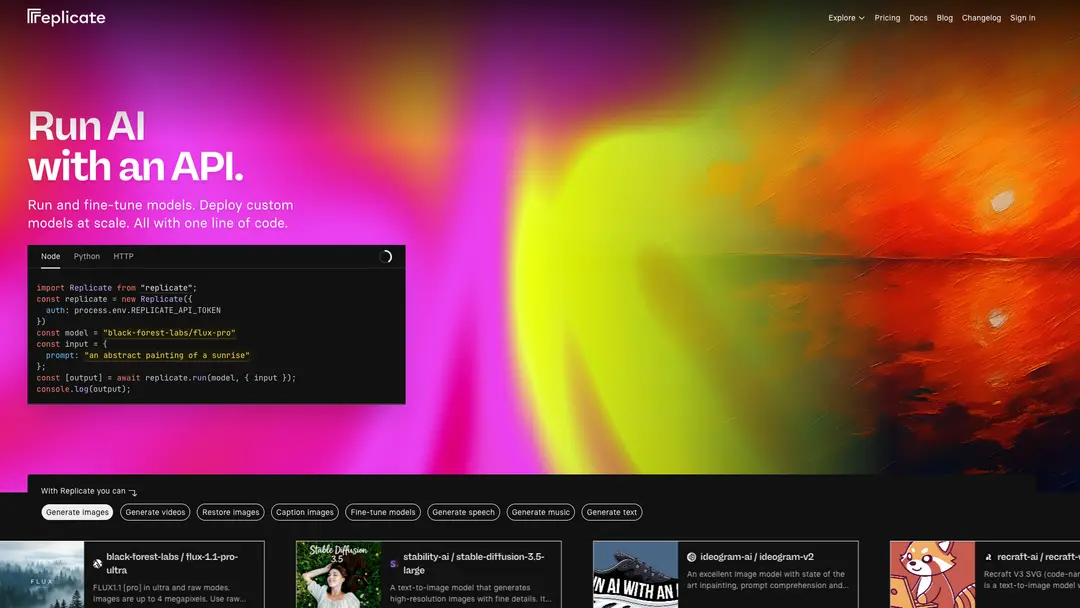 replicate
Explore
Pricing
Docs
Blog
Changelog
Sign in
Run AI
with an API.
Run and fine-tune models. Deploy custom
models at scale. All with one line of code.
Node
Python
HTTP
import Replicate from "replicate";
const replicate = new Replicate({
auth: process.env.REPLICATE_API_TOKEN
})
const model = "black-forest-labs/flux-pro"
const input = {
prompt: "an abstract painting of a sunrise"
};
const [output] = await replicate.run(model, { input });
console.log(output);
With Replicate you can
Generate images
Generate videos
Restore images
Caption images
Fine-tune models
Generate speech
Generate music
Generate text
FLUX
black-forest-labs / flux-1.1-pro-
ultra
FLUX1.1 [pro] in ultra and raw modes.
Images are up to 4 megapixels. Use raw...
Stable Diffusion
3.5
stability-ai / stable-diffusion-3.5-
large
A text-to-image model that generates
high-resolution images with fine details. It...
RUN AI WITH AN
ideogram-ai / ideogram-v2
An excellent image model with state of the
art inpainting, prompt comprehension and...
recraft-ai / recraft-
Recraft V3 SVG (code-nam
is a text-to-image model w